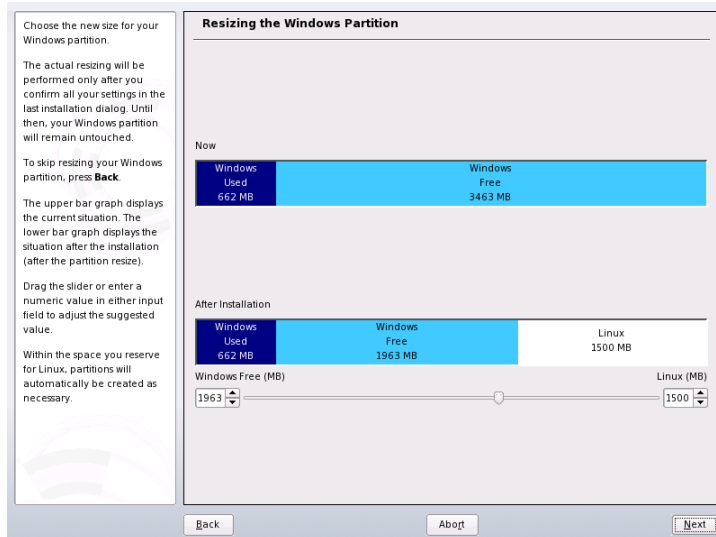 Choose the new size for your
Windows partition.
The actual resizing will be
performed only after you
confirm all your settings in the
last installation dialog. Until
then, your Windows partition
will remain untouched.
To skip resizing your Windows
partition, press Back.
The upper bar graph displays
the current situation. The
lower bar graph displays the
situation after the installation
(after the partition resize).
Drag the slider or enter a
numeric value in either input
field to adjust the suggested
value.
Within the space you reserve
for Linux, partitions will
automatically be created as
necessary.
Resizing the Windows Partition
Now
Windows
Used
662 MB
Windows
Free
3463 MB
After Installation
Windows
Used
662 MB
Windows
Free
1963 MB
Linux
1500 MB
Windows Free (MB)
Linux (MB)
1963
1500
Back
Abort
Next